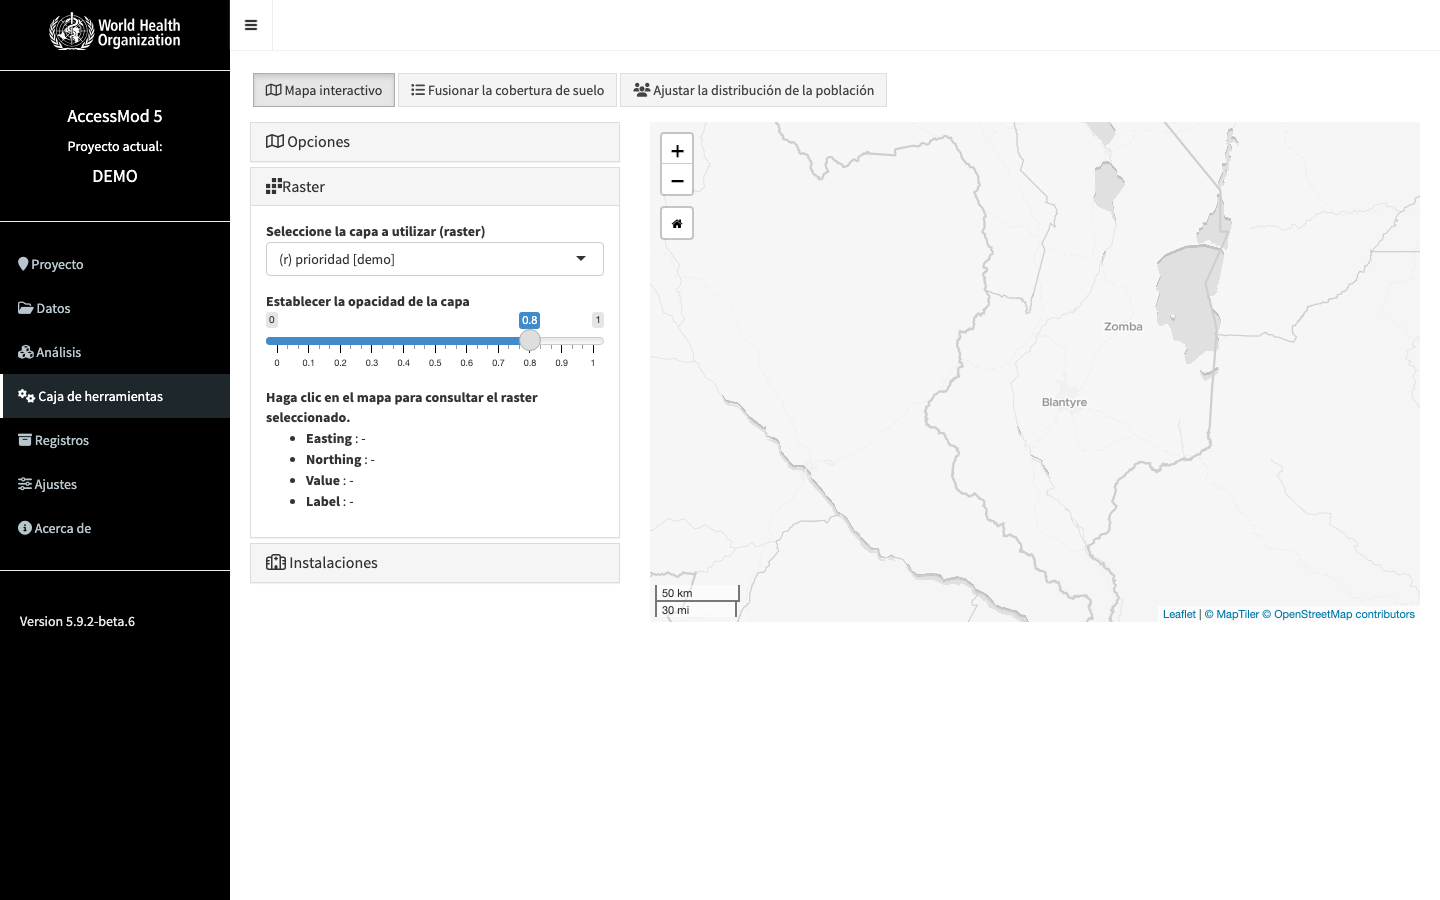 World Health
Organization
AccessMod 5
Proyecto actual:
DEMO
Proyecto
Datos
Análisis
Caja de herramientas
Registros
Ajustes
Acerca de
Version 5.9.2-beta.6
Mapa interactivo
Fusionar la cobertura de suelo
Ajustar la distribución de la población
Opciones
Raster
Seleccione la capa a utilizar (raster)
(r) prioridad [demo]
Establecer la opacidad de la capa
0 0.8 1
0 0.1 0.2 0.3 0.4 0.5 0.6 0.7 0.8 0.9 1
Haga clic en el mapa para consultar el raster
seleccionado.
Easting : -
Northing : -
Value : -
Label : -
Instalaciones
+
−
Zomba
Blantyre
50 km
30 mi
Leaflet | © MapTiler © OpenStreetMap contributors